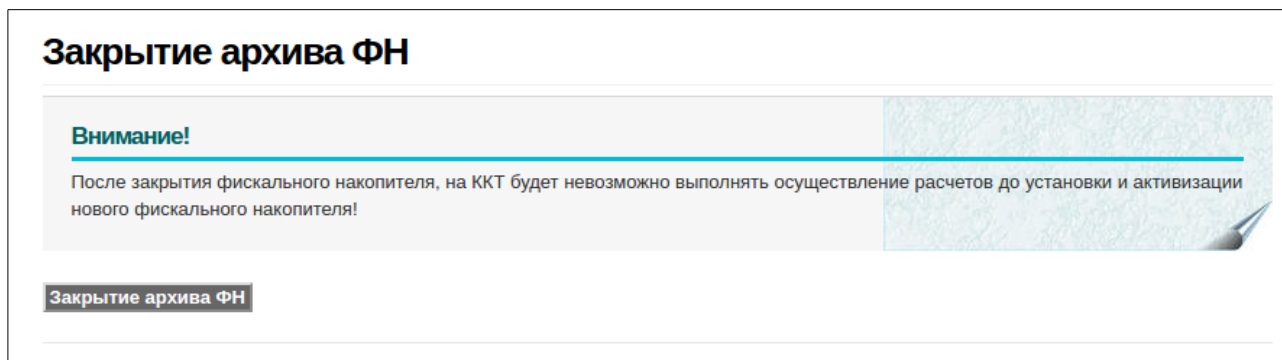 Закрытие архива ФН
Внимание!
После закрытия фискального накопителя, на ККТ будет невозможно выполнять осуществление расчетов до установки и активизации
нового фискального накопителя!
Закрытие архива ФН